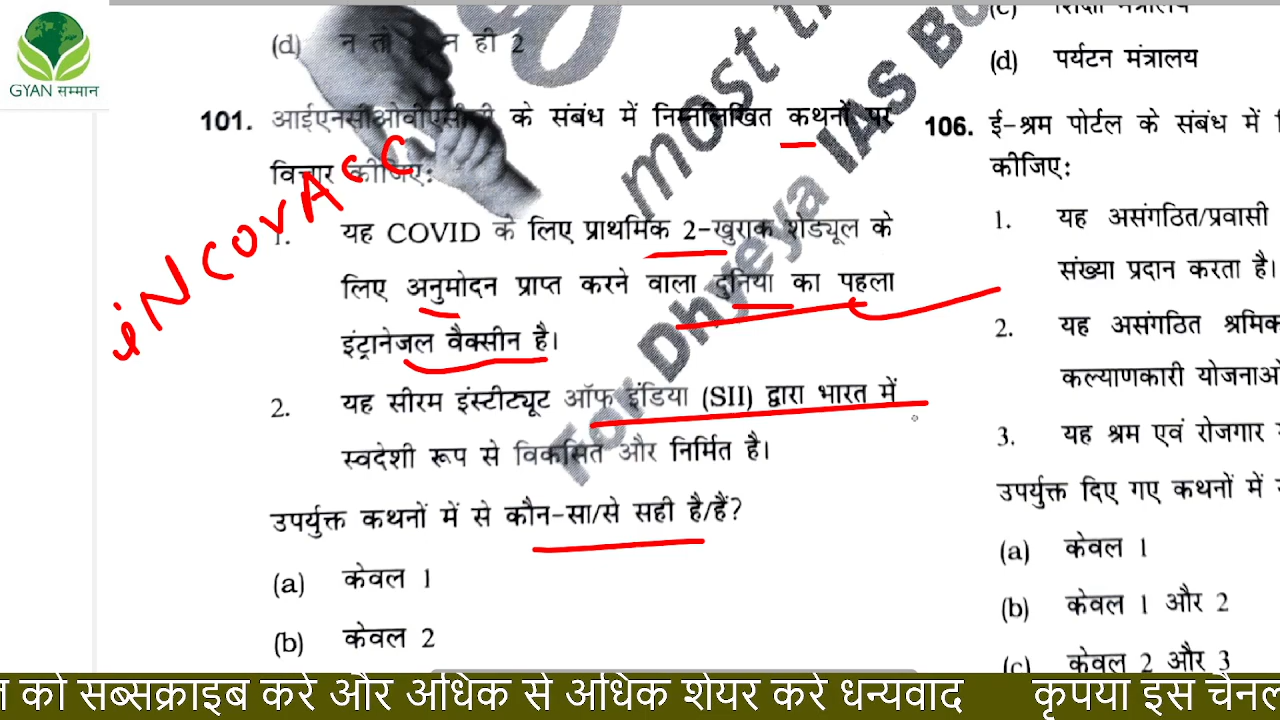 GYAN सम्मान
(d) न तो न ही 2
101. आईएनसीओवीएसीसी के संबंध में निम्नलिखित कथनों पर
विचार कीजिए:
iNCOVACC
1. यह COVID के लिए प्राथमिक 2-खुराक शेड्यूल के
लिए अनुमोदन प्राप्त करने वाला दुनिया का पहला
इंट्रानेजल वैक्सीन है।
2. यह सीरम इंस्टीट्यूट ऑफ इंडिया (SII) द्वारा भारत में
स्वदेशी रूप से विकसित और निर्मित है।
उपर्युक्त कथनों में से कौन-सा/से सही है/हैं?
(a) केवल 1
(b) केवल 2
most
For Dhyeya IAS
(c) शिक्षा मंत्रालय
(d) पर्यटन मंत्रालय
106. ई-श्रम पोर्टल के संबंध में
कीजिए:
1. यह असंगठित/प्रवासी
संख्या प्रदान करता है।
2. यह असंगठित
कल्याणकारी
3. यह श्रम एवं रोजगार
उपर्युक्त दिए गए कथनों में
(a) केवल 1
(b) केवल 1 और 2
(c) केवल 2 और 3
को सब्सक्राइब करे और अधिक से अधिक शेयर करे धन्यवाद कृपया इस